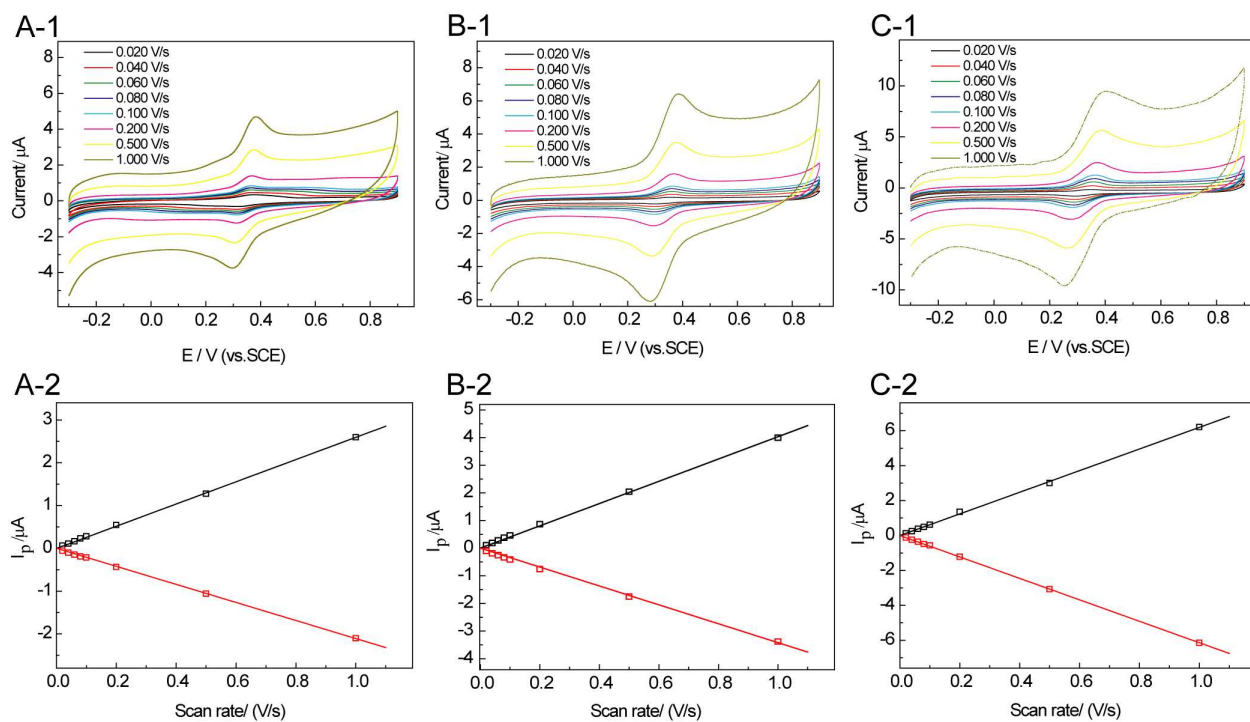 A-1
0.020 V/s
0.040 V/s
0.060 V/s
0.080 V/s
0.100 V/s
0.200 V/s
0.500 V/s
1.000 V/s
8
6
4
2
0
-2
-4
Current/ μA
-0.2 0.0 0.2 0.4 0.6 0.8
E / V (vs.SCE)
B-1
0.020 V/s
0.040 V/s
0.060 V/s
0.080 V/s
0.100 V/s
0.200 V/s
0.500 V/s
1.000 V/s
8
6
4
2
0
-2
-4
-6
Current/ μA
-0.2 0.0 0.2 0.4 0.6 0.8
E / V (vs.SCE)
C-1
0.020 V/s
0.040 V/s
0.060 V/s
0.080 V/s
0.100 V/s
0.200 V/s
0.500 V/s
1.000 V/s
10
5
0
-5
-10
Current/ μA
-0.2 0.0 0.2 0.4 0.6 0.8
E / V (vs.SCE)
A-2
3
2
1
0
-1
-2
Ip/μA
0.0 0.2 0.4 0.6 0.8 1.0
Scan rate/ (V/s)
B-2
5
4
3
2
1
0
-1
-2
-3
-4
Ip/μA
0.0 0.2 0.4 0.6 0.8 1.0
Scan rate/ (V/s)
C-2
6
4
2
0
-2
-4
-6
Ip/μA
0.0 0.2 0.4 0.6 0.8 1.0
Scan rate/ (V/s)